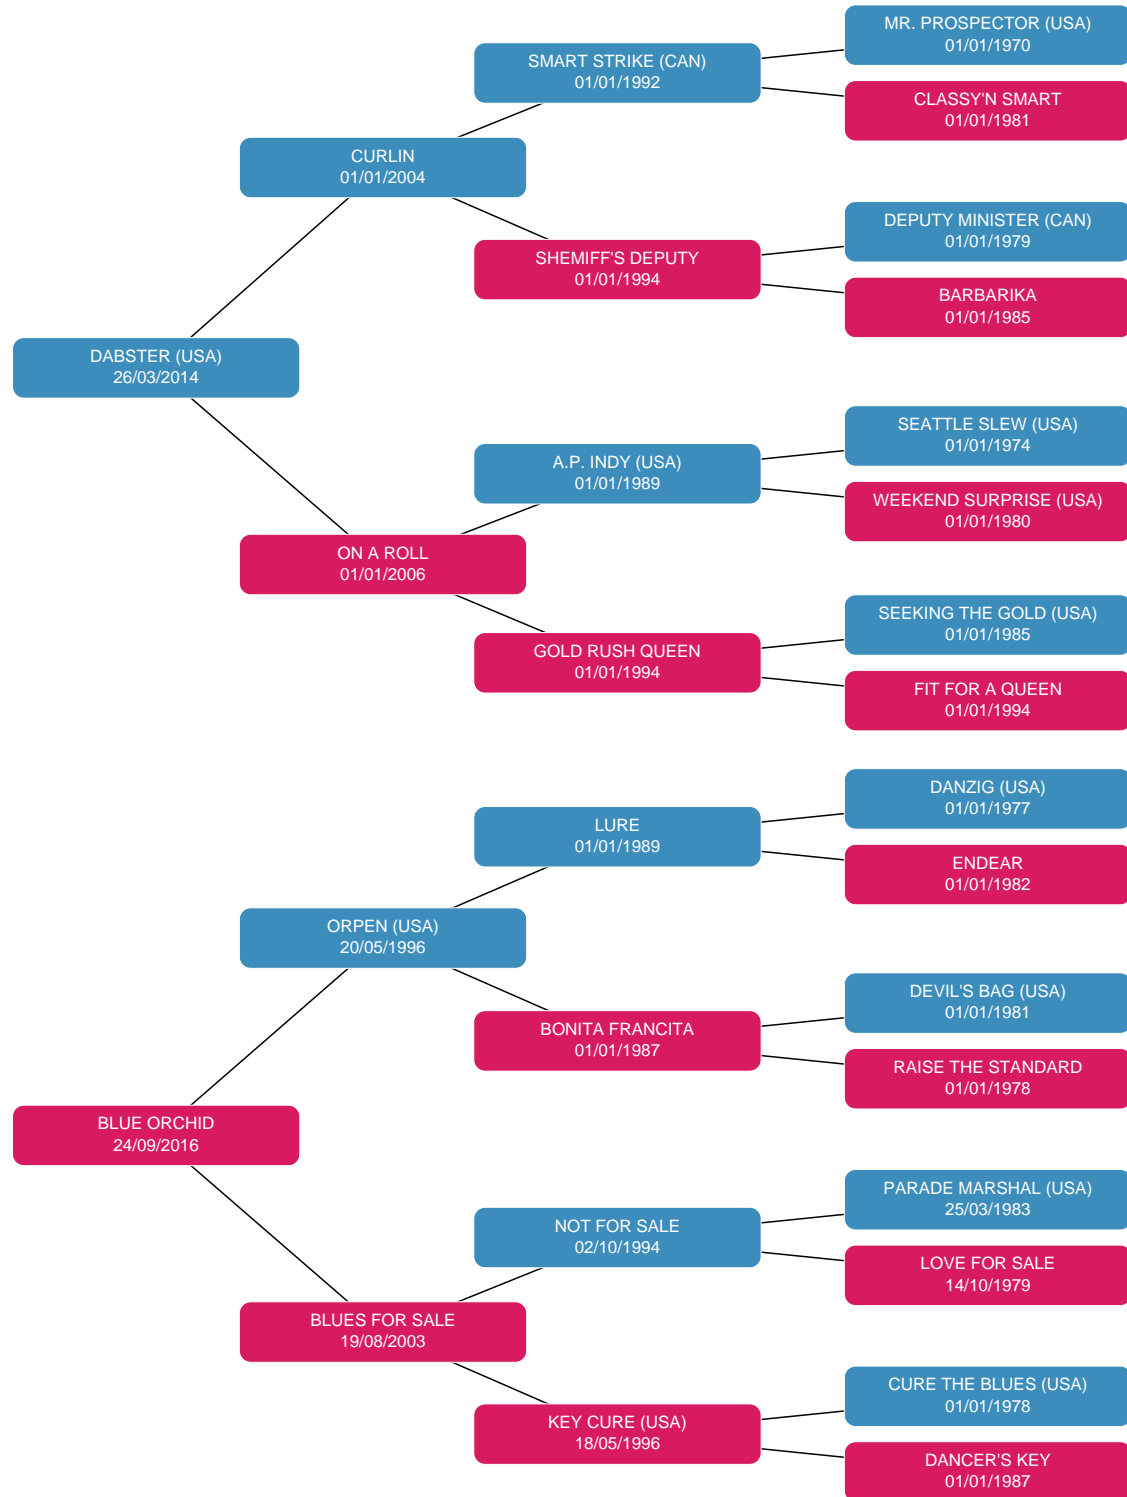 MR. PROSPECTOR (USA)
01/01/1970
SMART STRIKE (CAN)
01/01/1992
CLASSY'N SMART
01/01/1981
CURLIN
01/01/2004
DEPUTY MINISTER (CAN)
01/01/1979
SHEMIFF'S DEPUTY
01/01/1994
BARBARIKA
01/01/1985
DABSTER (USA)
26/03/2014
SEATTLE SLEW (USA)
01/01/1974
A.P. INDY (USA)
01/01/1989
WEEKEND SURPRISE (USA)
01/01/1980
ON A ROLL
01/01/2006
SEEKING THE GOLD (USA)
01/01/1985
GOLD RUSH QUEEN
01/01/1994
FIT FOR A QUEEN
01/01/1994
DANZIG (USA)
01/01/1977
LURE
01/01/1989
ENDEAR
01/01/1982
ORPEN (USA)
20/05/1996
DEVIL'S BAG (USA)
01/01/1981
BONITA FRANCITA
01/01/1987
RAISE THE STANDARD
01/01/1978
BLUE ORCHID
24/09/2016
PARADE MARSHAL (USA)
25/03/1983
NOT FOR SALE
02/10/1994
LOVE FOR SALE
14/10/1979
BLUES FOR SALE
19/08/2003
CURE THE BLUES (USA)
01/01/1978
KEY CURE (USA)
18/05/1996
DANCER'S KEY
01/01/1987